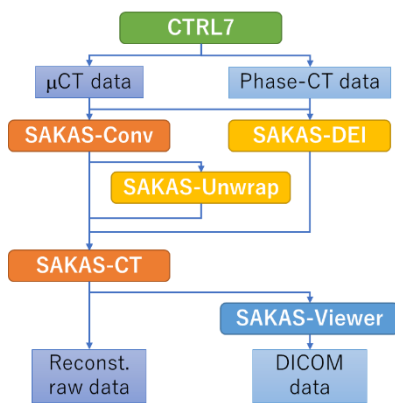 CTRL7
μCT data
Phase-CT data
SAKAS-Conv
SAKAS-DEI
SAKAS-Unwrap
SAKAS-CT
SAKAS-Viewer
Reconst.
raw data
DICOM
data